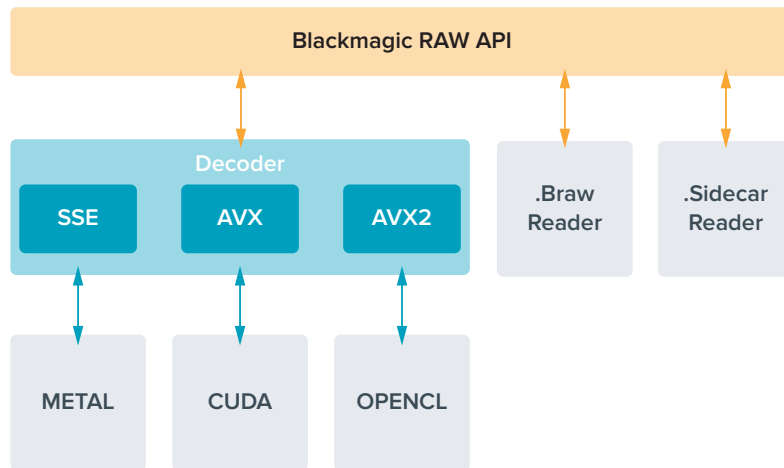 Blackmagic RAW API
Decoder
SSE
AVX
AVX2
.Braw
Reader
.Sidecar
Reader
METAL
CUDA
OPENCL